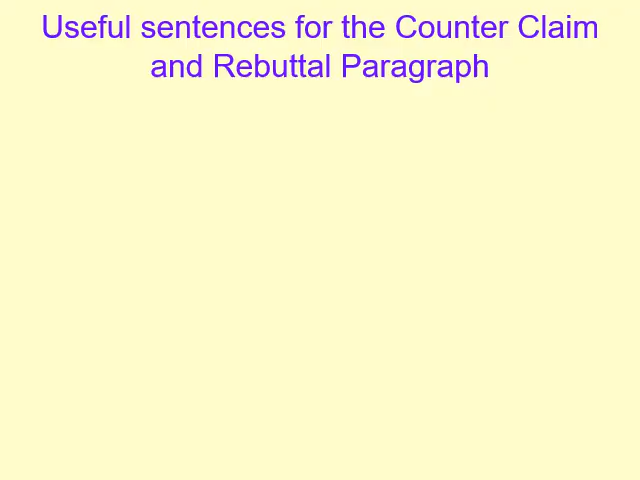 Useful sentences for the Counter Claim
and Rebuttal Paragraph